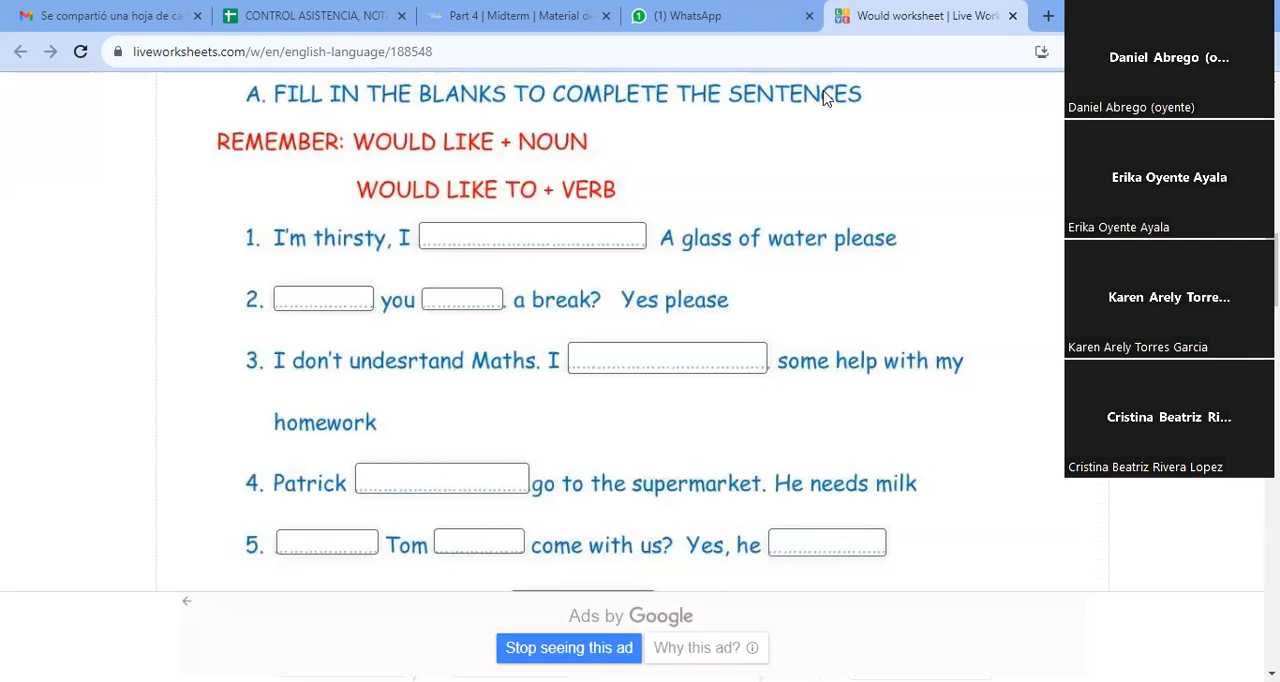 Se compartió una hoja de cá
CONTROL ASISTENCIA, NOTA
Part 4 | Midterm | Material de
(1) WhatsApp
Would worksheet | Live Work
liveworksheets.com/w/en/english-language/188548
A. FILL IN THE BLANKS TO COMPLETE THE SENTENCES
REMEMBER: WOULD LIKE + NOUN
WOULD LIKE TO + VERB
1. I'm thirsty, I A glass of water please
2. you a break? Yes please
3. I don't undesrtand Maths. I some help with my
homework
4. Patrick go to the supermarket. He needs milk
5. Tom come with us? Yes, he
Ads by Google
Stop seeing this ad
Why this ad?
Daniel Abrego (o...
Daniel Abrego (oyente)
Erika Oyente Ayala
Erika Oyente Ayala
Karen Arely Torre...
Karen Arely Torres Garcia
Cristina Beatriz Ri...
Cristina Beatriz Rivera Lopez